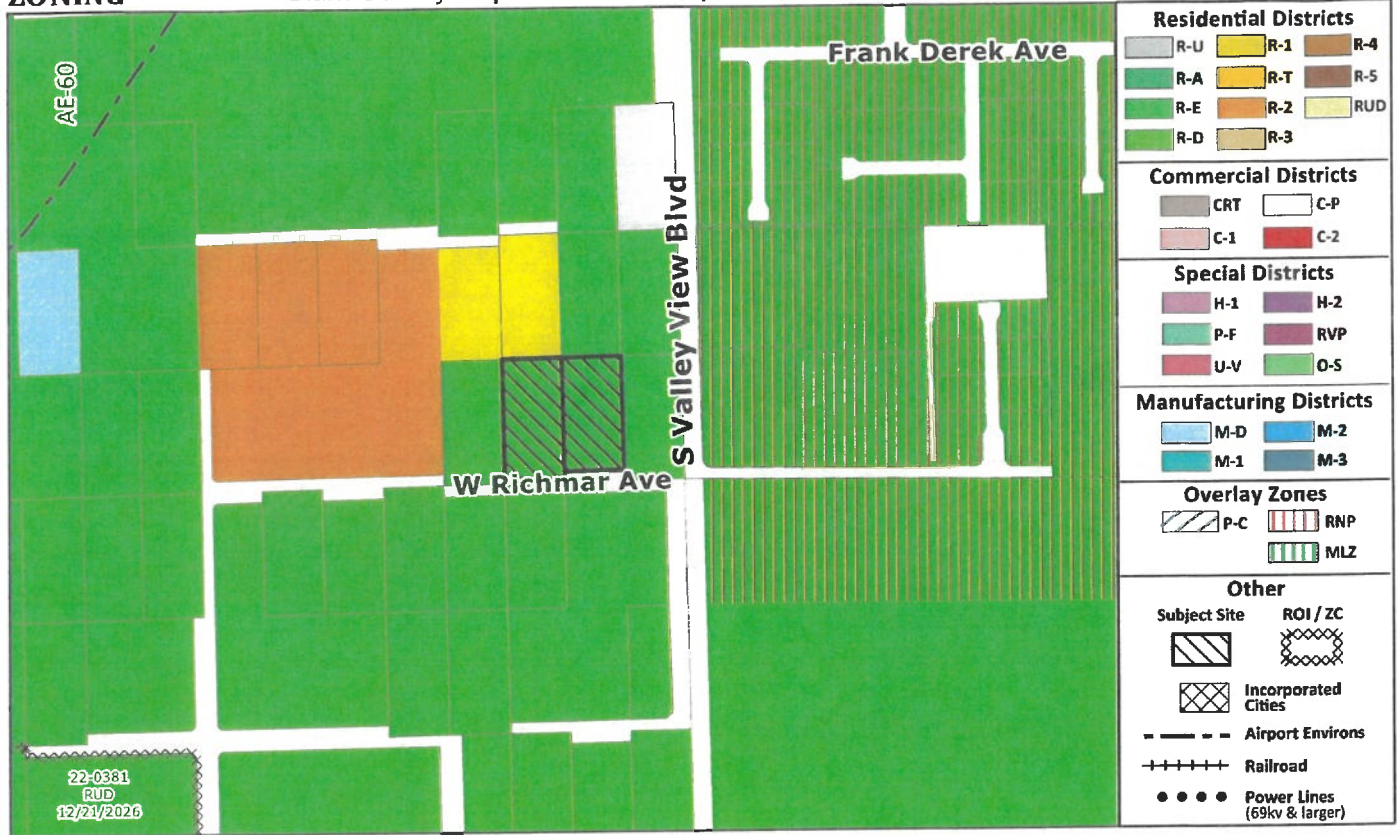 ZONING
AE-60
Frank Derek Ave
S Valley View Blvd
W Richmar Ave
22-0381
RUD
12/21/2026
Residential Districts
R-U R-1 R-4
R-A R-T R-5
R-E R-2 RUD
R-D R-3
Commercial Districts
CRT C-P
C-1 C-2
Special Districts
H-1 H-2
P-F RVP
U-V O-S
Manufacturing Districts
M-D M-2
M-1 M-3
Overlay Zones
P-C RNP
MLZ
Other
Subject Site ROI / ZC
Incorporated
Cities
Airport Environs
Railroad
Power Lines
(69kv & larger)